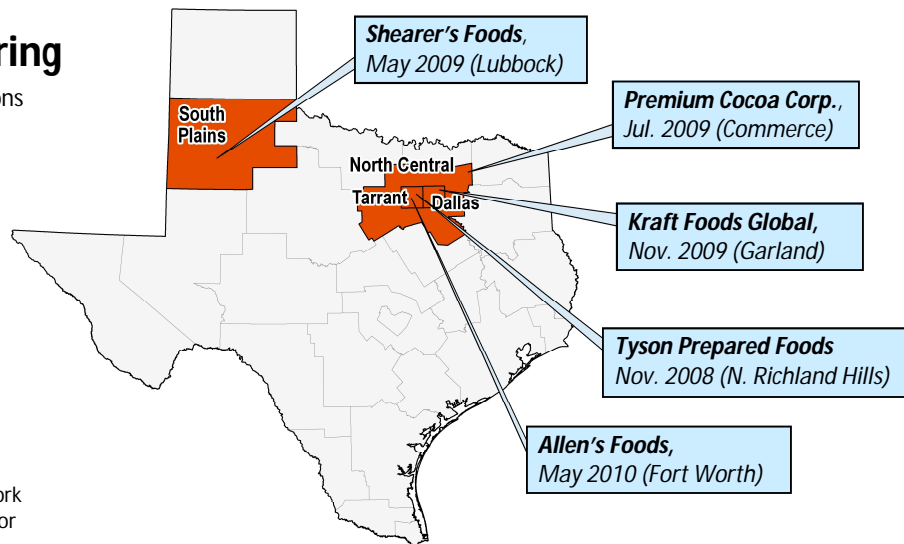 ring
ons
Shearer's Foods,
May 2009 (Lubbock)
Premium Cocoa Corp.,
Jul. 2009 (Commerce)
South
Plains
North Central
Tarrant
Dallas
Kraft Foods Global,
Nov. 2009 (Garland)
Tyson Prepared Foods
Nov. 2008 (N. Richland Hills)
Allen's Foods,
May 2010 (Fort Worth)
ork
or